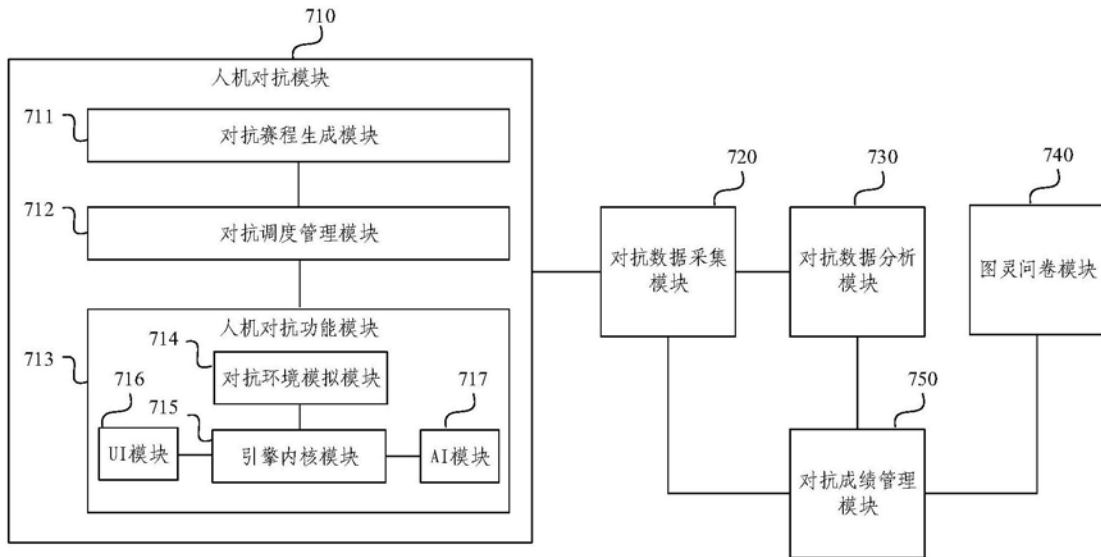 710
人机对抗模块
711
对抗赛程生成模块
712
对抗调度管理模块
人机对抗功能模块
713
714
对抗环境模拟模块
716
715
717
UI模块
引擎内核模块
AI模块
720
对抗数据采集
模块
730
对抗数据分析
模块
740
图灵问卷模块
750
对抗成绩管理
模块